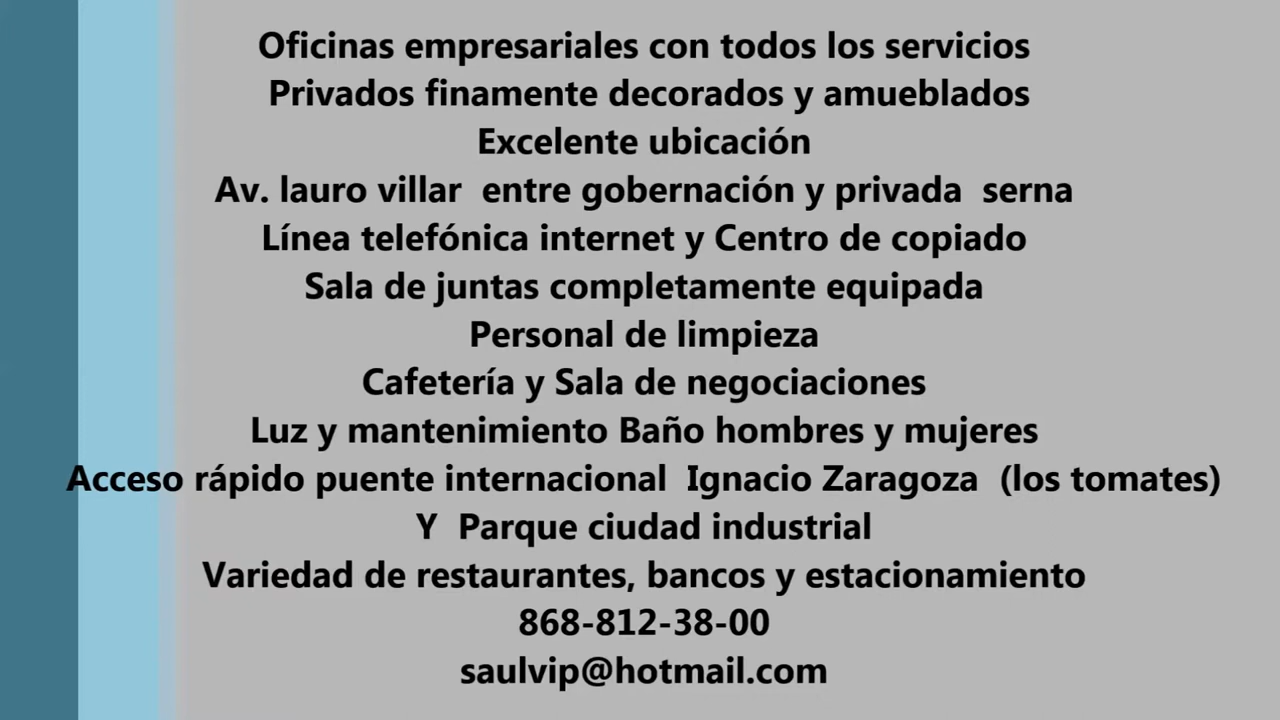 Oficinas empresariales con todos los servicios
Privados finamente decorados y amueblados
Excelente ubicación
Av. lauro villar  entre gobernación y privada  serna
Línea telefónica internet y Centro de copiado
Sala de juntas completamente equipada
Personal de limpieza
Cafetería y Sala de negociaciones
Luz y mantenimiento Baño hombres y mujeres
Acceso rápido puente internacional  Ignacio Zaragoza  (los tomates)
Y  Parque ciudad industrial
Variedad de restaurantes, bancos y estacionamiento
868-812-38-00
saulvip@hotmail.com